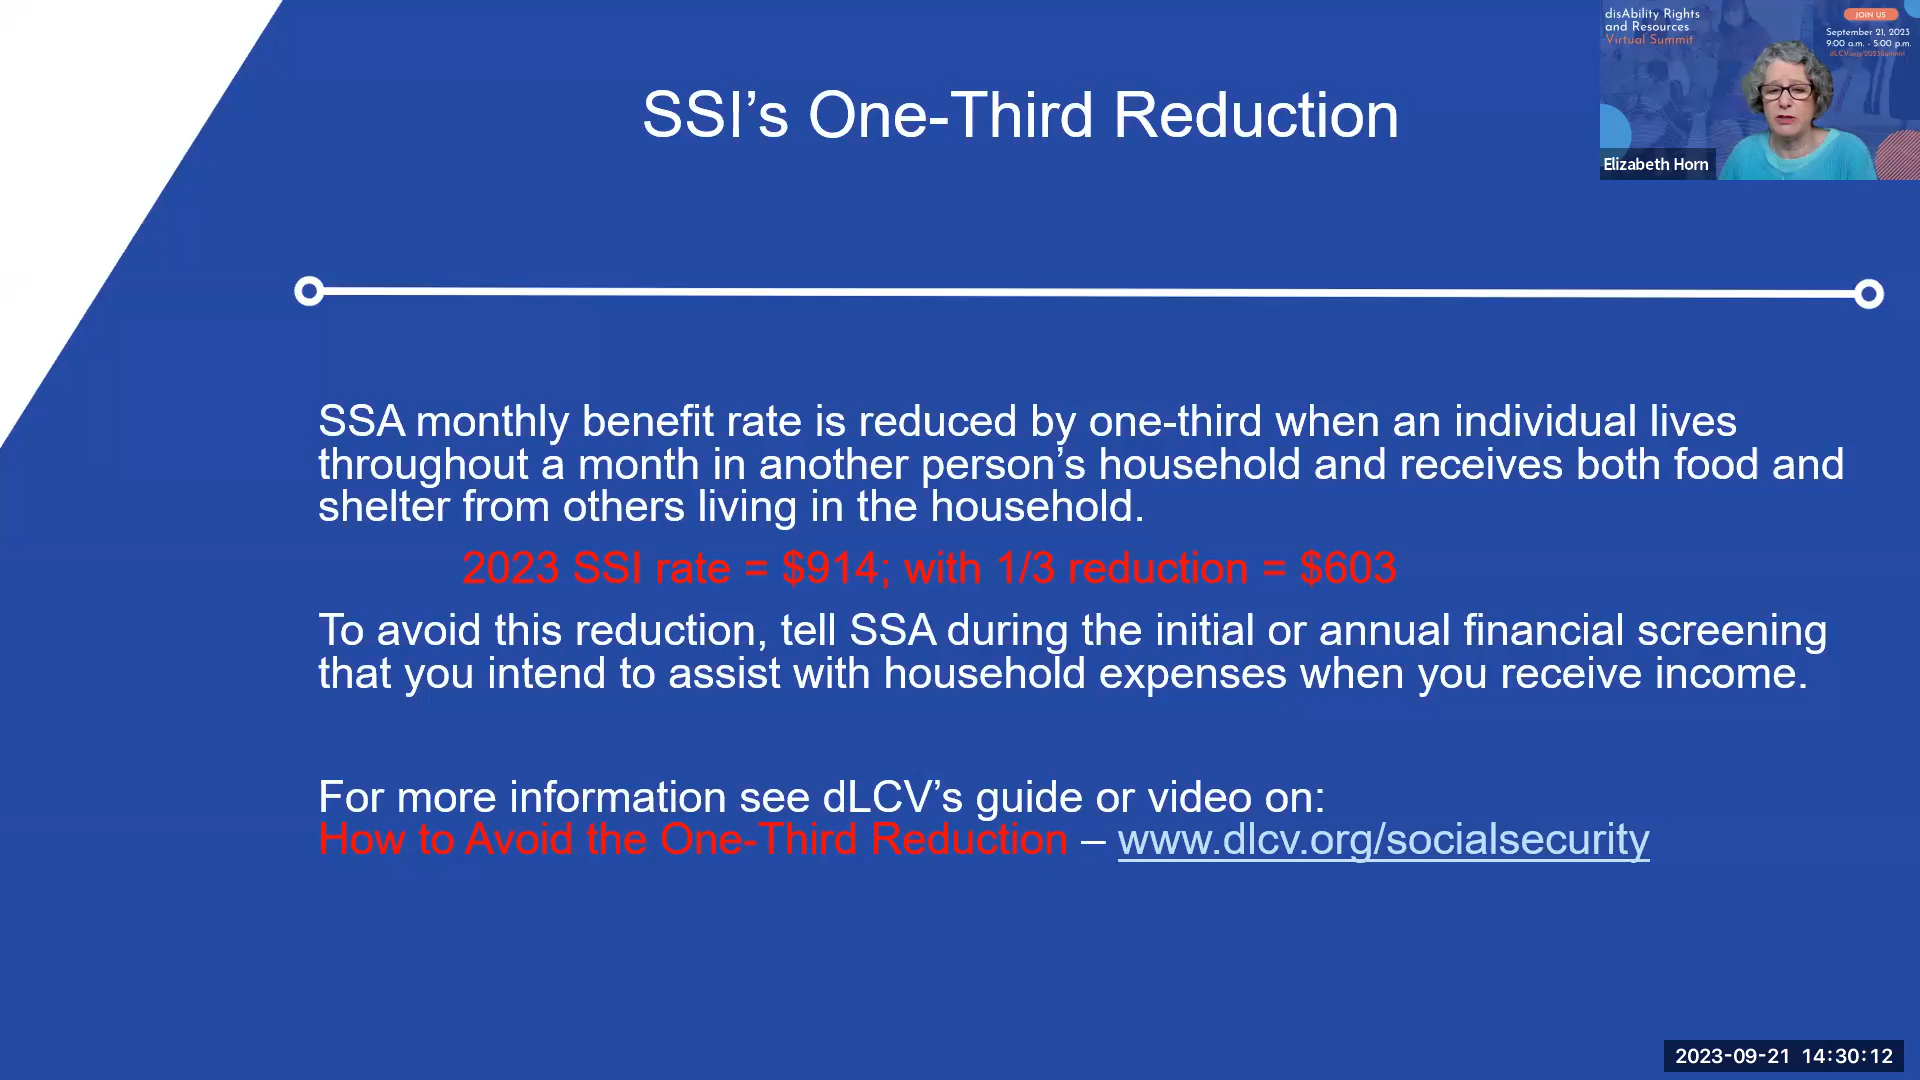 SSI’s One-Third Reduction
disAbility Rights
and Resources
Virtual Summit
JOIN US
September 21, 2023
9:00 a.m. - 5:00 p.m.
dLCV.org/2023Summit
Elizabeth Horn
SSA monthly benefit rate is reduced by one-third when an individual lives
throughout a month in another person’s household and receives both food and
shelter from others living in the household.
2023 SSI rate = $914; with 1/3 reduction = $603
To avoid this reduction, tell SSA during the initial or annual financial screening
that you intend to assist with household expenses when you receive income.
For more information see dLCV’s guide or video on:
How to Avoid the One-Third Reduction – www.dlcv.org/socialsecurity
2023-09-21 14:30:12